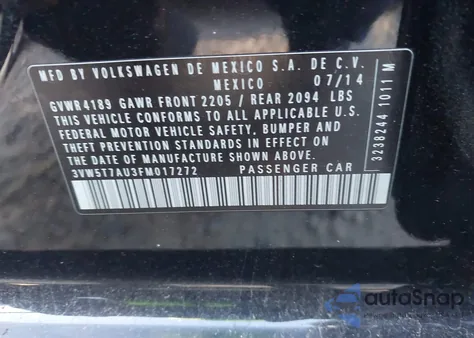 MFD BY VOLKSWAGEN DE MEXICO S.A. DE C.V.
MEXICO 07/14
GVWR4189 GAWR FRONT 2205 / REAR 2094 LBS
THIS VEHICLE CONFORMS TO ALL APPLICABLE U.S.
FEDERAL MOTOR VEHICLE SAFETY, BUMPER AND
THEFT PREVENTION STANDARDS IN EFFECT ON
THE DATE OF MANUFACTURE SHOWN ABOVE.
3VW5T7AU3FM017272 PASSENGER CAR
3238244 1011 M
autoSnap